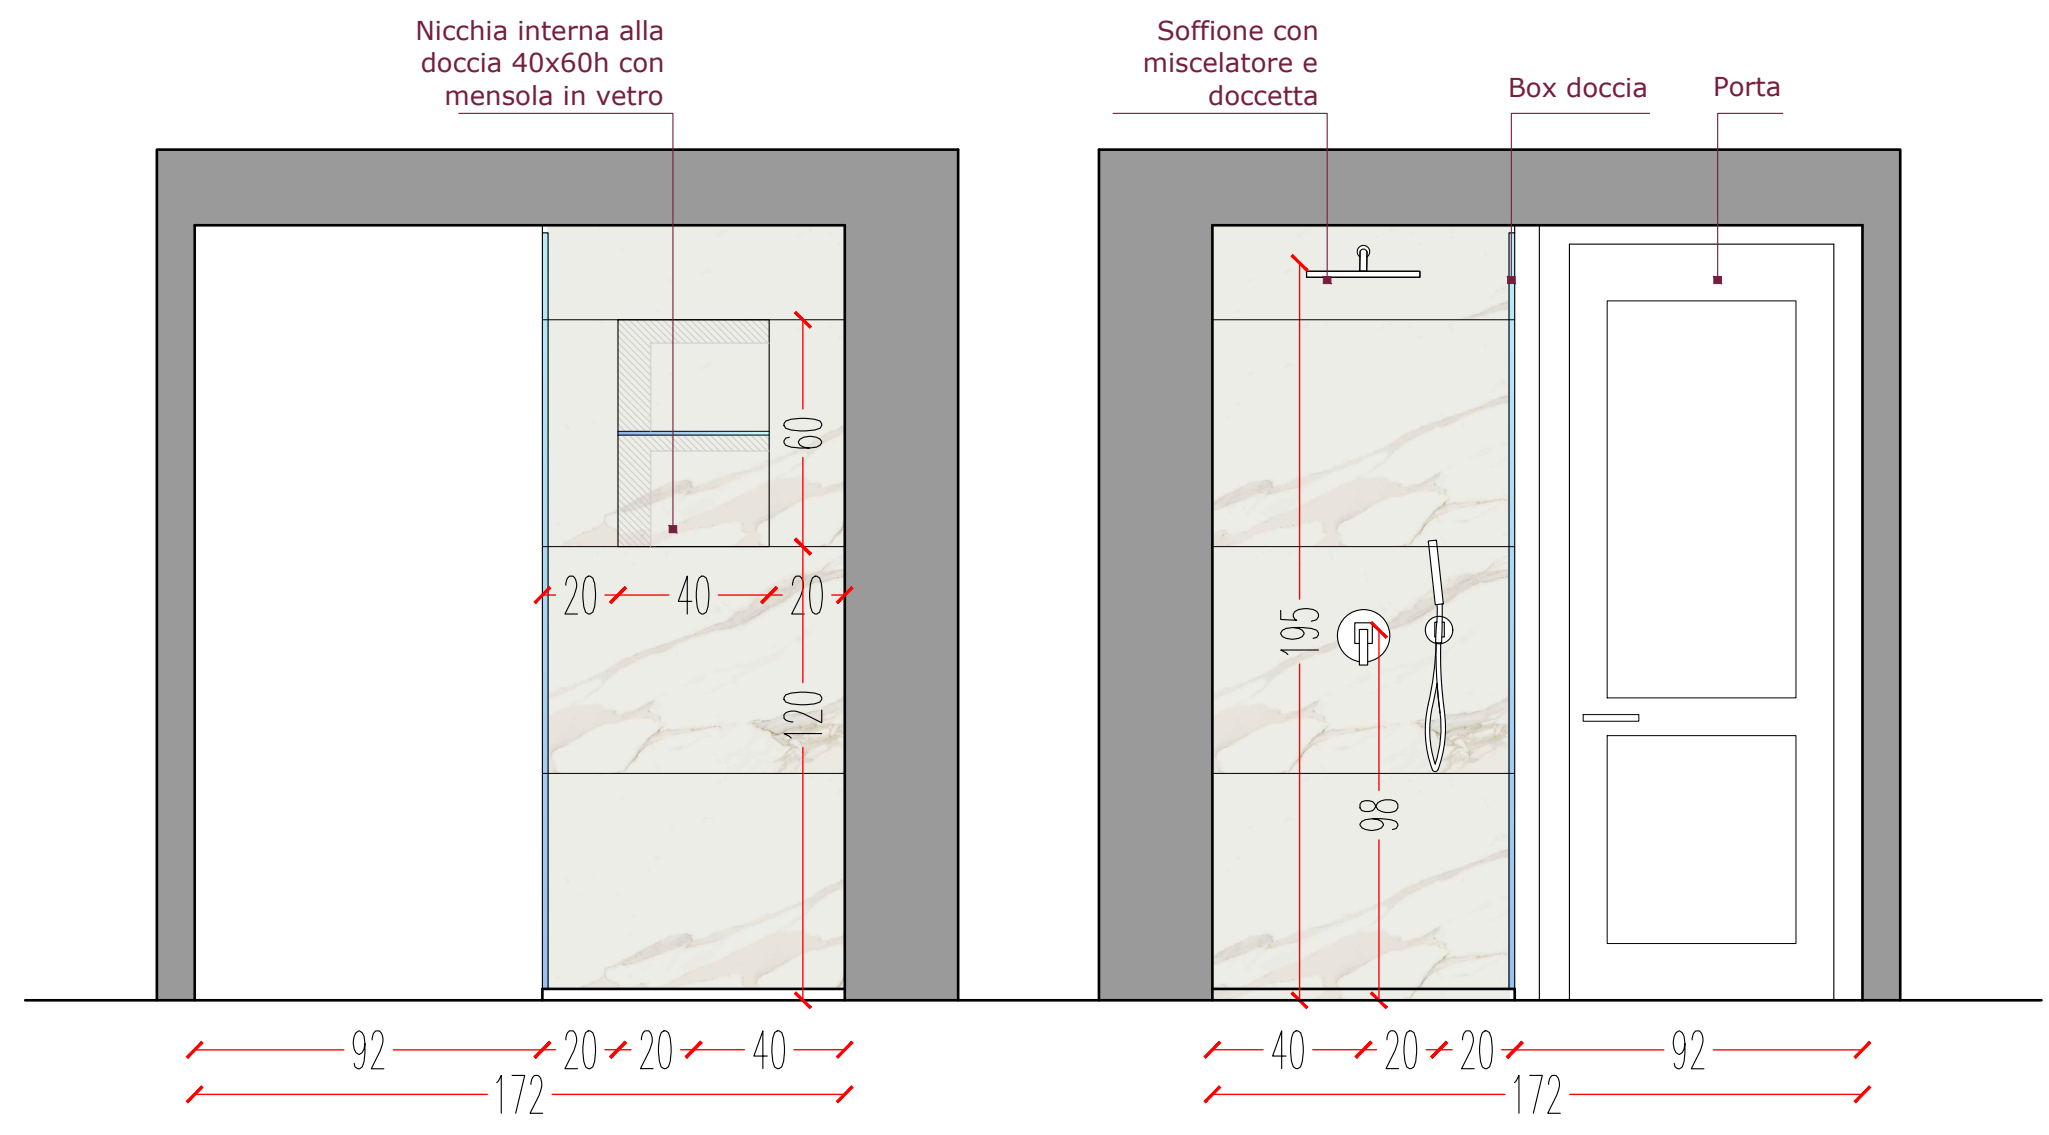 Nicchia interna alla
doccia 40x60h con
mensola in vetro
Soffione con
miscelatore e
doccetta
Box doccia
Porta
60
20
40
20
120
92
20
20
40
172
195
98
40
20
20
92
172